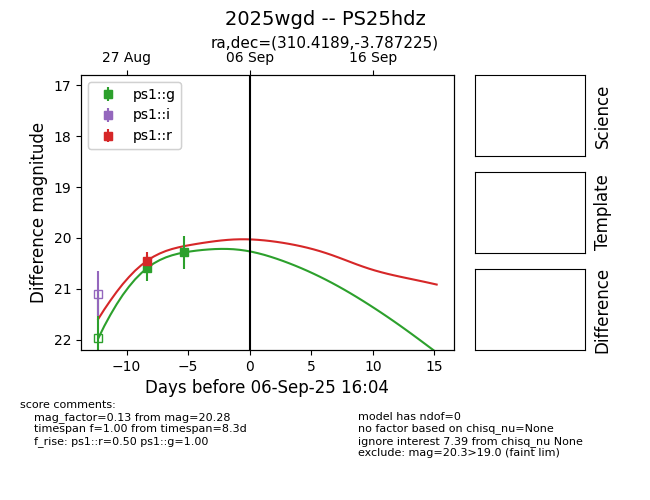 2025wgd -- PS25hdz
ra,dec=(310.4189,-3.787225)
27 Aug
06 Sep
16 Sep
ps1::g
ps1::i
ps1::r
17
18
19
20
21
22
Difference magnitude
−10
−5
0
5
10
15
Days before 06-Sep-25 16:04
Science
Template
Difference
score comments:
mag_factor=0.13 from mag=20.28
timespan f=1.00 from timespan=8.3d
f_rise: ps1::r=0.50 ps1::g=1.00
model has ndof=0
no factor based on chisq_nu=None
ignore interest 7.39 from chisq_nu None
exclude: mag=20.3>19.0 (faint lim)